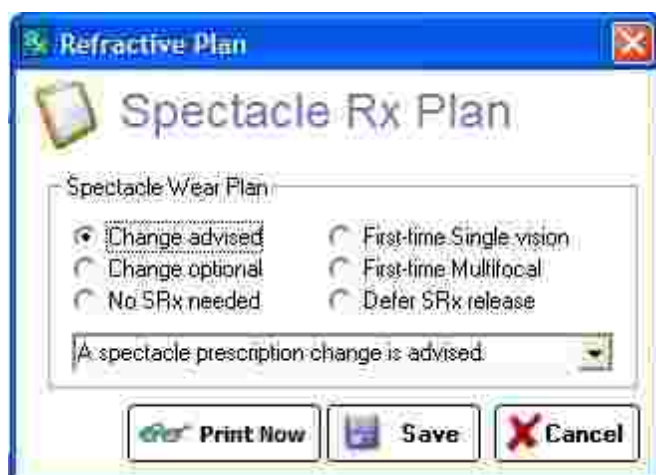 Refractive Plan
Spectacle Rx Plan
Spectacle Wear Plan
Change advised
First-time Single vision
Change optional
First-time Multifocal
No SRx needed
Defer SRx release
A spectacle prescription change is advised.
Print Now
Save
Cancel